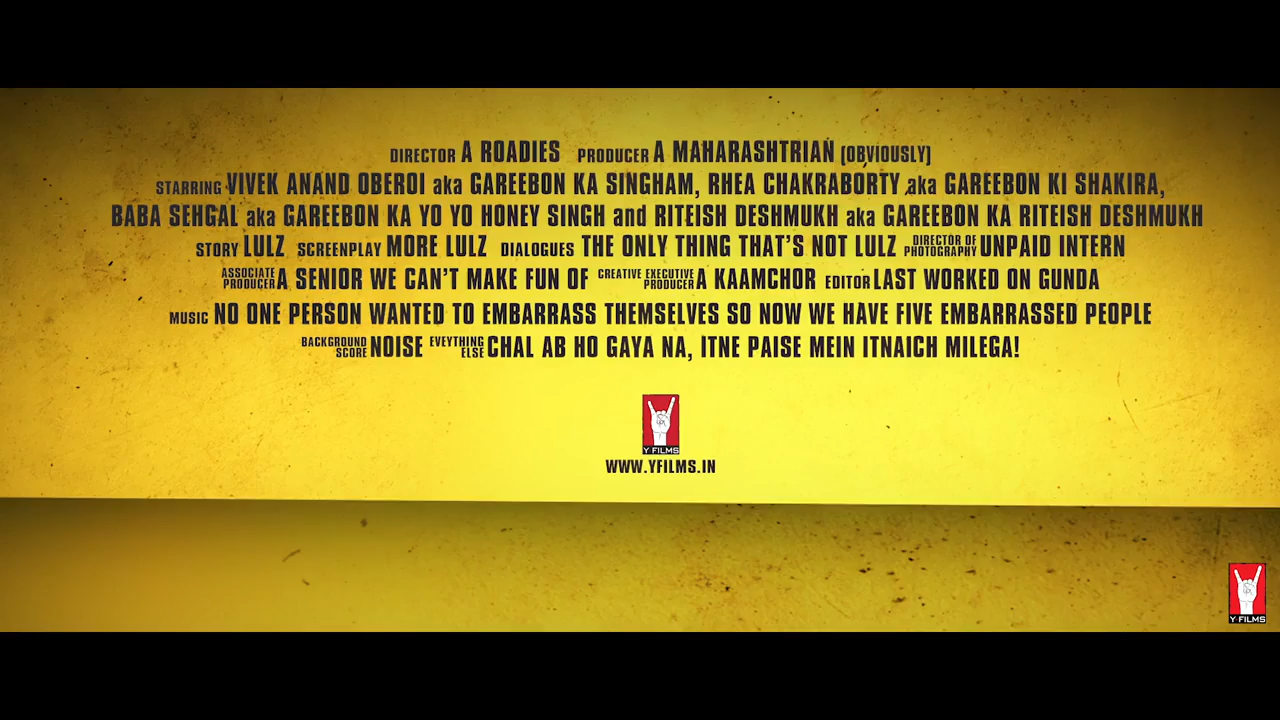 DIRECTOR A ROADIES PRODUCER A MAHARASHTRIAN (OBVIOUSLY)
STARRING VIVEK ANAND OBEROI aka GAREEBON KA SINGHAM, RHEA CHAKRABORTY aka GAREEBON KI SHAKIRA,
BABA SEHGAL aka GAREEBON KA YO YO HONEY SINGH and RITEISH DESHMUKH aka GAREEBON KA RITEISH DESHMUKH
STORY LULZ SCREENPLAY MORE LULZ DIALOGUES THE ONLY THING THAT'S NOT LULZ DIRECTOR OF PHOTOGRAPHY UNPAID INTERN
ASSOCIATE PRODUCER A SENIOR WE CAN'T MAKE FUN OF CREATIVE EXECUTIVE PRODUCER A KAAMCHOR EDITOR LAST WORKED ON GUNDA
MUSIC NO ONE PERSON WANTED TO EMBARRASS THEMSELVES SO NOW WE HAVE FIVE EMBARRASSED PEOPLE
BACKGROUND SCORE NOISE EVEYTHING ELSE CHAL AB HO GAYA NA, ITNE PAISE MEIN ITNAICH MILEGA!
Y FILMS
WWW.YFILMS.IN
Y FILMS